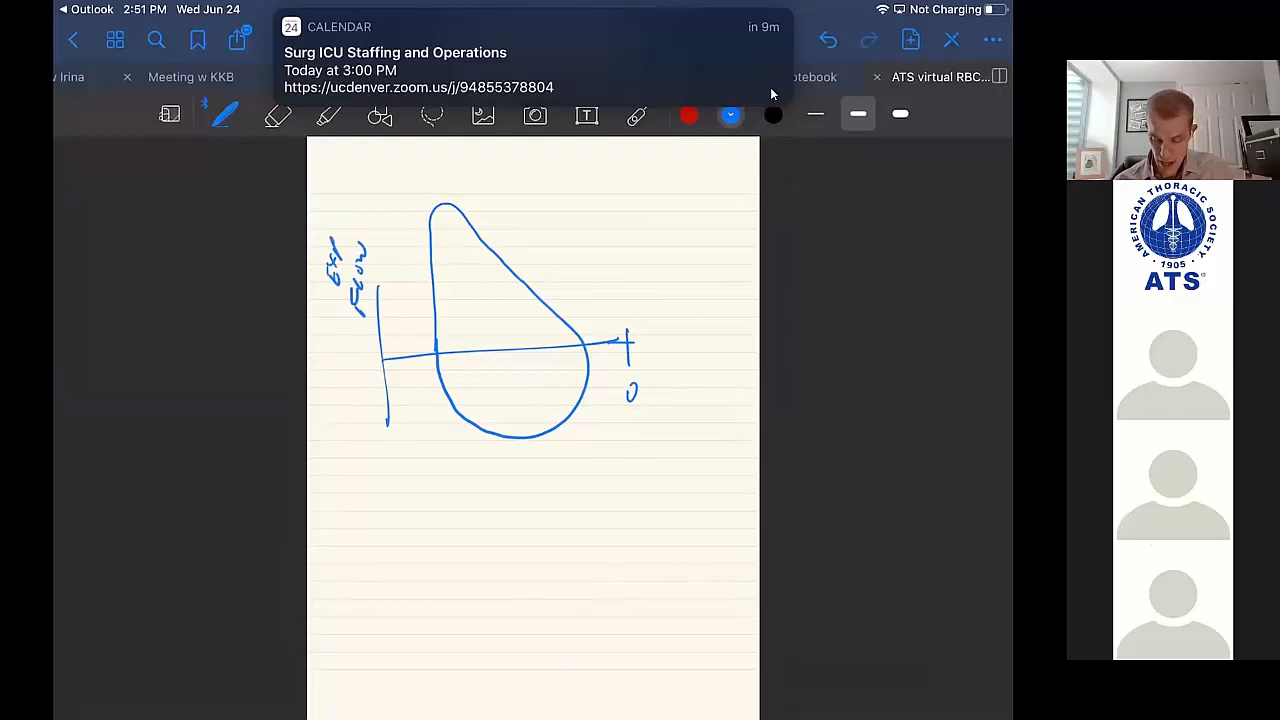 Outlook 2:51 PM Wed Jun 24
Not Charging
24 CALENDAR in 9m
Surg ICU Staffing and Operations
Today at 3:00 PM
https://ucdenver.zoom.us/j/94855378804
w Irina
Meeting w KKB
otebook
ATS virtual RBC...
T
Exp
Flow
0
AMERICAN THORACIC SOCIETY
1905
ATS